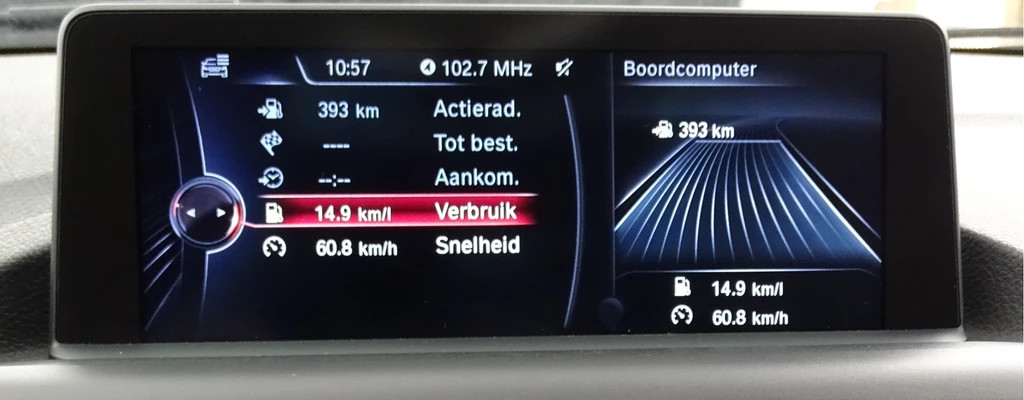 10:57 102.7 MHz
393 km Actierad.
---- Tot best.
--:-- Aankom.
14.9 km/l Verbruik
60.8 km/h Snelheid
Boordcomputer
393 km
14.9 km/l
60.8 km/h